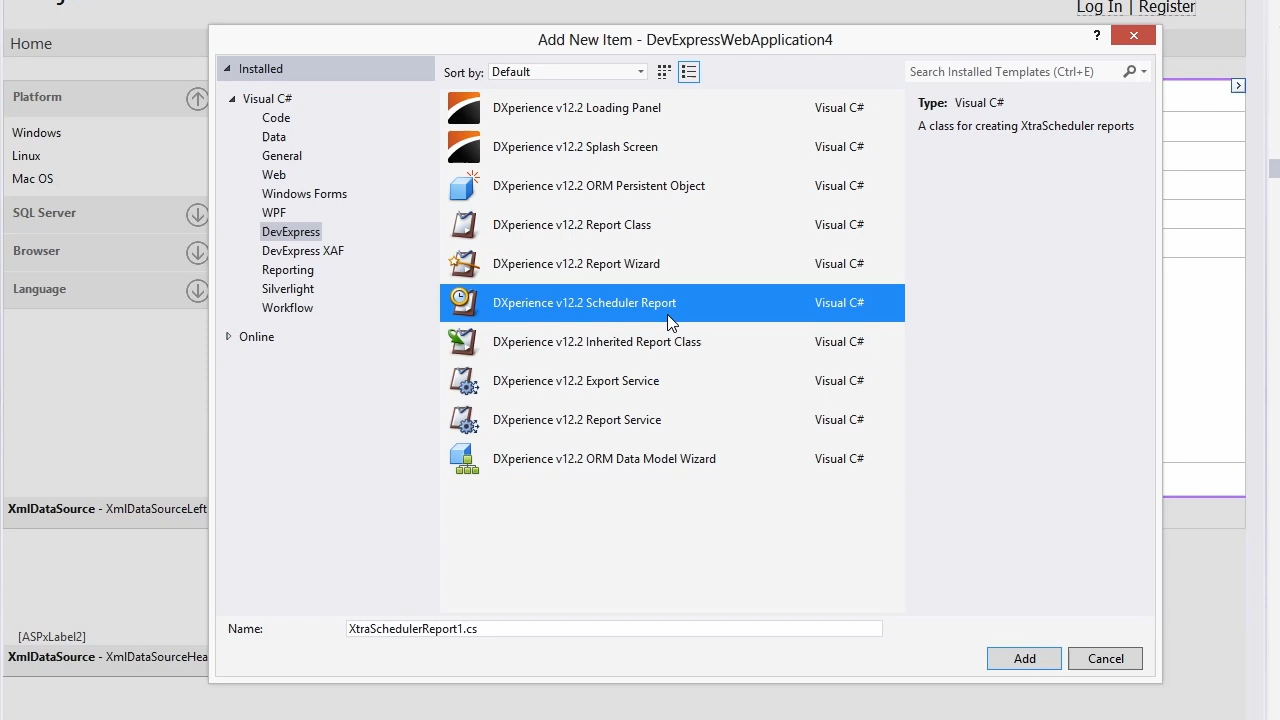 Log In | Register
Add New Item - DevExpressWebApplication4
?
Home
Installed
Sort by: Default
Search Installed Templates (Ctrl+E)
Platform
Windows
Linux
Mac OS
SQL Server
Browser
Language
Visual C#
Code
Data
General
Web
Windows Forms
WPF
DevExpress
DevExpress XAF
Reporting
Silverlight
Workflow
Online
DXperience v12.2 Loading Panel Visual C#
DXperience v12.2 Splash Screen Visual C#
DXperience v12.2 ORM Persistent Object Visual C#
DXperience v12.2 Report Class Visual C#
DXperience v12.2 Report Wizard Visual C#
DXperience v12.2 Scheduler Report Visual C#
DXperience v12.2 Inherited Report Class Visual C#
DXperience v12.2 Export Service Visual C#
DXperience v12.2 Report Service Visual C#
DXperience v12.2 ORM Data Model Wizard Visual C#
Type: Visual C#
A class for creating XtraScheduler reports
XmlDataSource - XmlDataSourceLeft
[ASPxLabel2]
XmlDataSource - XmlDataSourceHea
Name: XtraSchedulerReport1.cs
Add Cancel